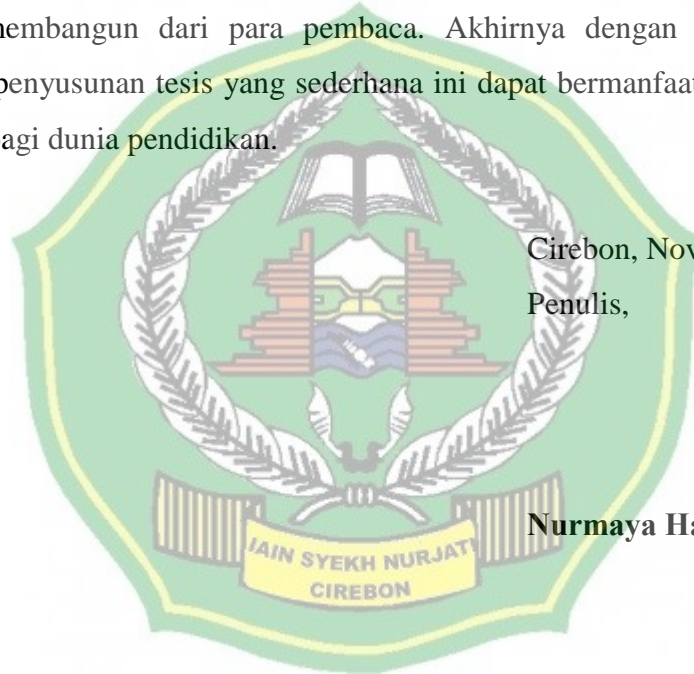 membangun dari para pembaca. Akhirnya dengan
penyusunan tesis yang sederhana ini dapat bermanfaat
bagi dunia pendidikan.
Cirebon, Nov
Penulis,
Nurmaya Ha
IAIN SYEKH NURJATI
CIREBON